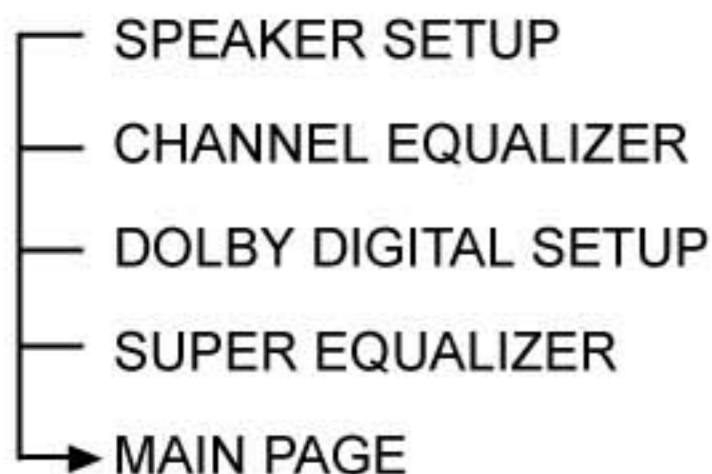 SPEAKER SETUP
CHANNEL EQUALIZER
DOLBY DIGITAL SETUP
SUPER EQUALIZER
MAIN PAGE